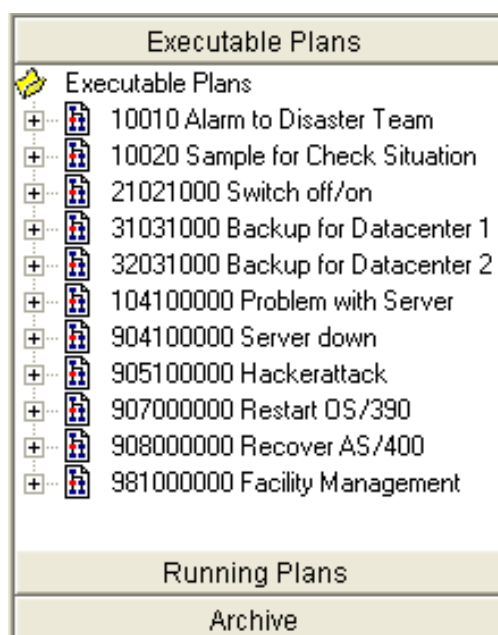 Executable Plans
Executable Plans
10010 Alarm to Disaster Team
10020 Sample for Check Situation
21021000 Switch off/on
31031000 Backup for Datacenter 1
32031000 Backup for Datacenter 2
104100000 Problem with Server
904100000 Server down
905100000 Hackerattack
907000000 Restart OS/390
908000000 Recover AS/400
981000000 Facility Management
Running Plans
Archive